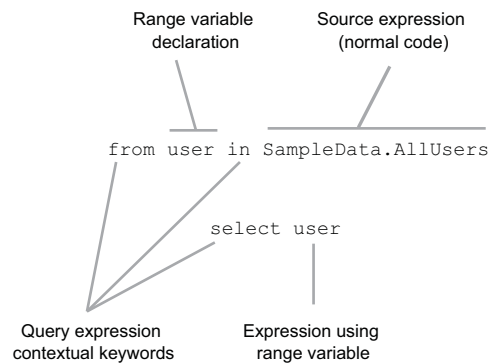 Range variable
declaration
Source expression
(normal code)
from user in SampleData.AllUsers
select user
Query expression
contextual keywords
Expression using
range variable